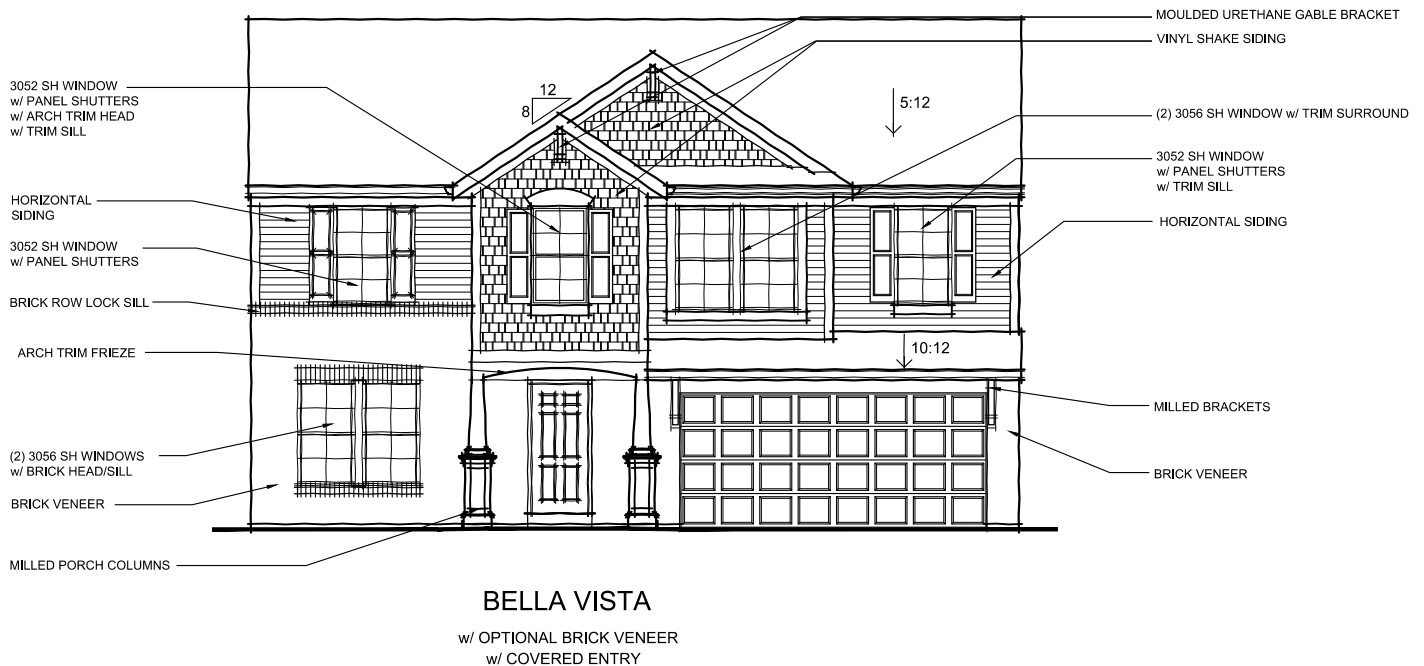 MOULDED URETHANE GABLE BRACKET
VINYL SHAKE SIDING
3052 SH WINDOW
w/ PANEL SHUTTERS
w/ ARCH TRIM HEAD
w/ TRIM SILL
12
8
5:12
(2) 3056 SH WINDOW w/ TRIM SURROUND
3052 SH WINDOW
w/ PANEL SHUTTERS
w/ TRIM SILL
HORIZONTAL
SIDING
HORIZONTAL SIDING
3052 SH WINDOW
w/ PANEL SHUTTERS
BRICK ROW LOCK SILL
ARCH TRIM FRIEZE
10:12
MILLED BRACKETS
(2) 3056 SH WINDOWS
w/ BRICK HEAD/SILL
BRICK VENEER
BRICK VENEER
MILLED PORCH COLUMNS
BELLA VISTA
w/ OPTIONAL BRICK VENEER
w/ COVERED ENTRY